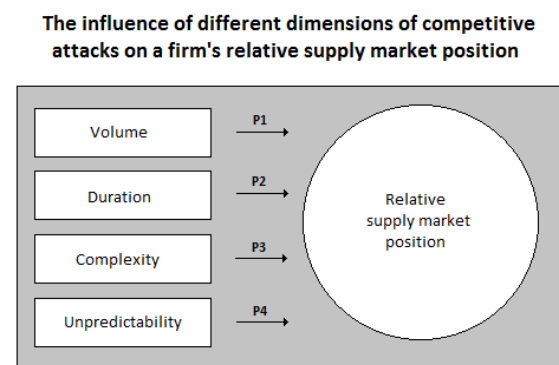 The influence of different dimensions of competitive
attacks on a firm's relative supply market position
Volume
P1
Duration
P2
Complexity
P3
Unpredictability
P4
Relative
supply market
position